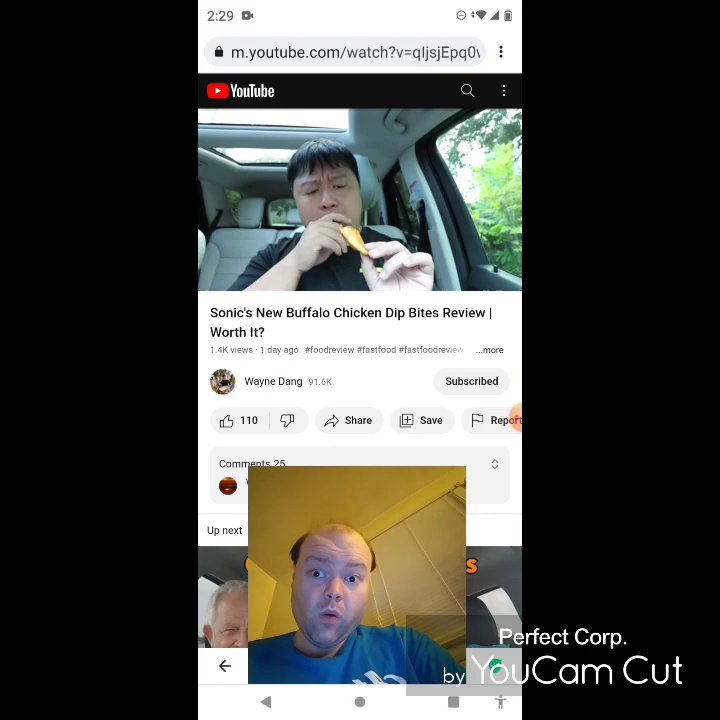 2:29
m.youtube.com/watch?v=qIjsjEpq0
YouTube
Sonic's New Buffalo Chicken Dip Bites Review |
Worth It?
1.4K views · 1 day ago #foodreview #fastfood #fastfoodreview ...more
Wayne Dang 91.6K Subscribed
110 Share Save Report
Comments 25
Up next
S
Perfect Corp.
by YouCam Cut